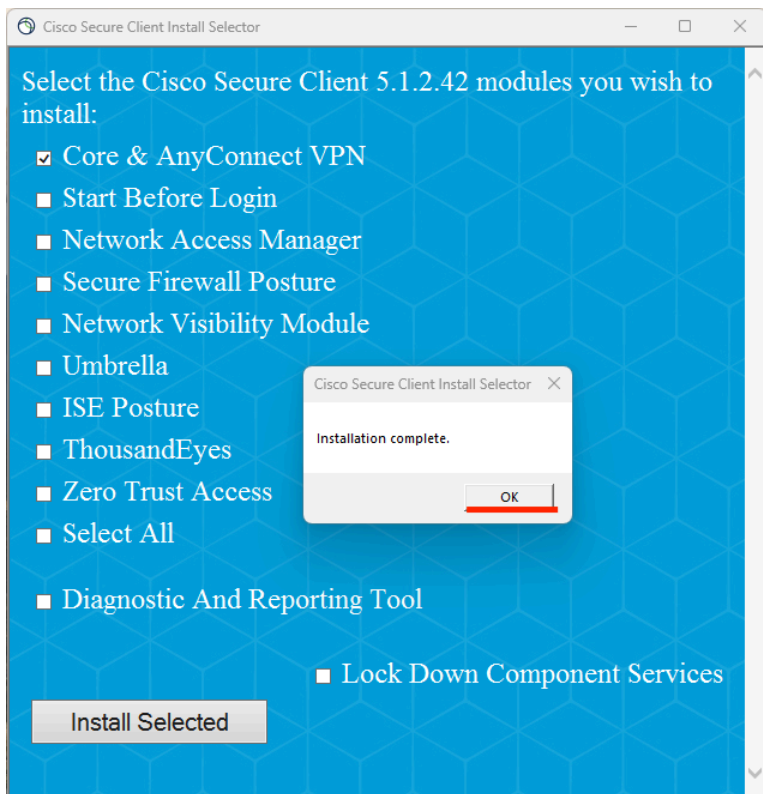 Cisco Secure Client Install Selector
Select the Cisco Secure Client 5.1.2.42 modules you wish to
install:
Core & AnyConnect VPN
Start Before Login
Network Access Manager
Secure Firewall Posture
Network Visibility Module
Umbrella
ISE Posture
ThousandEyes
Zero Trust Access
Select All
Cisco Secure Client Install Selector
Installation complete.
OK
Diagnostic And Reporting Tool
Lock Down Component Services
Install Selected